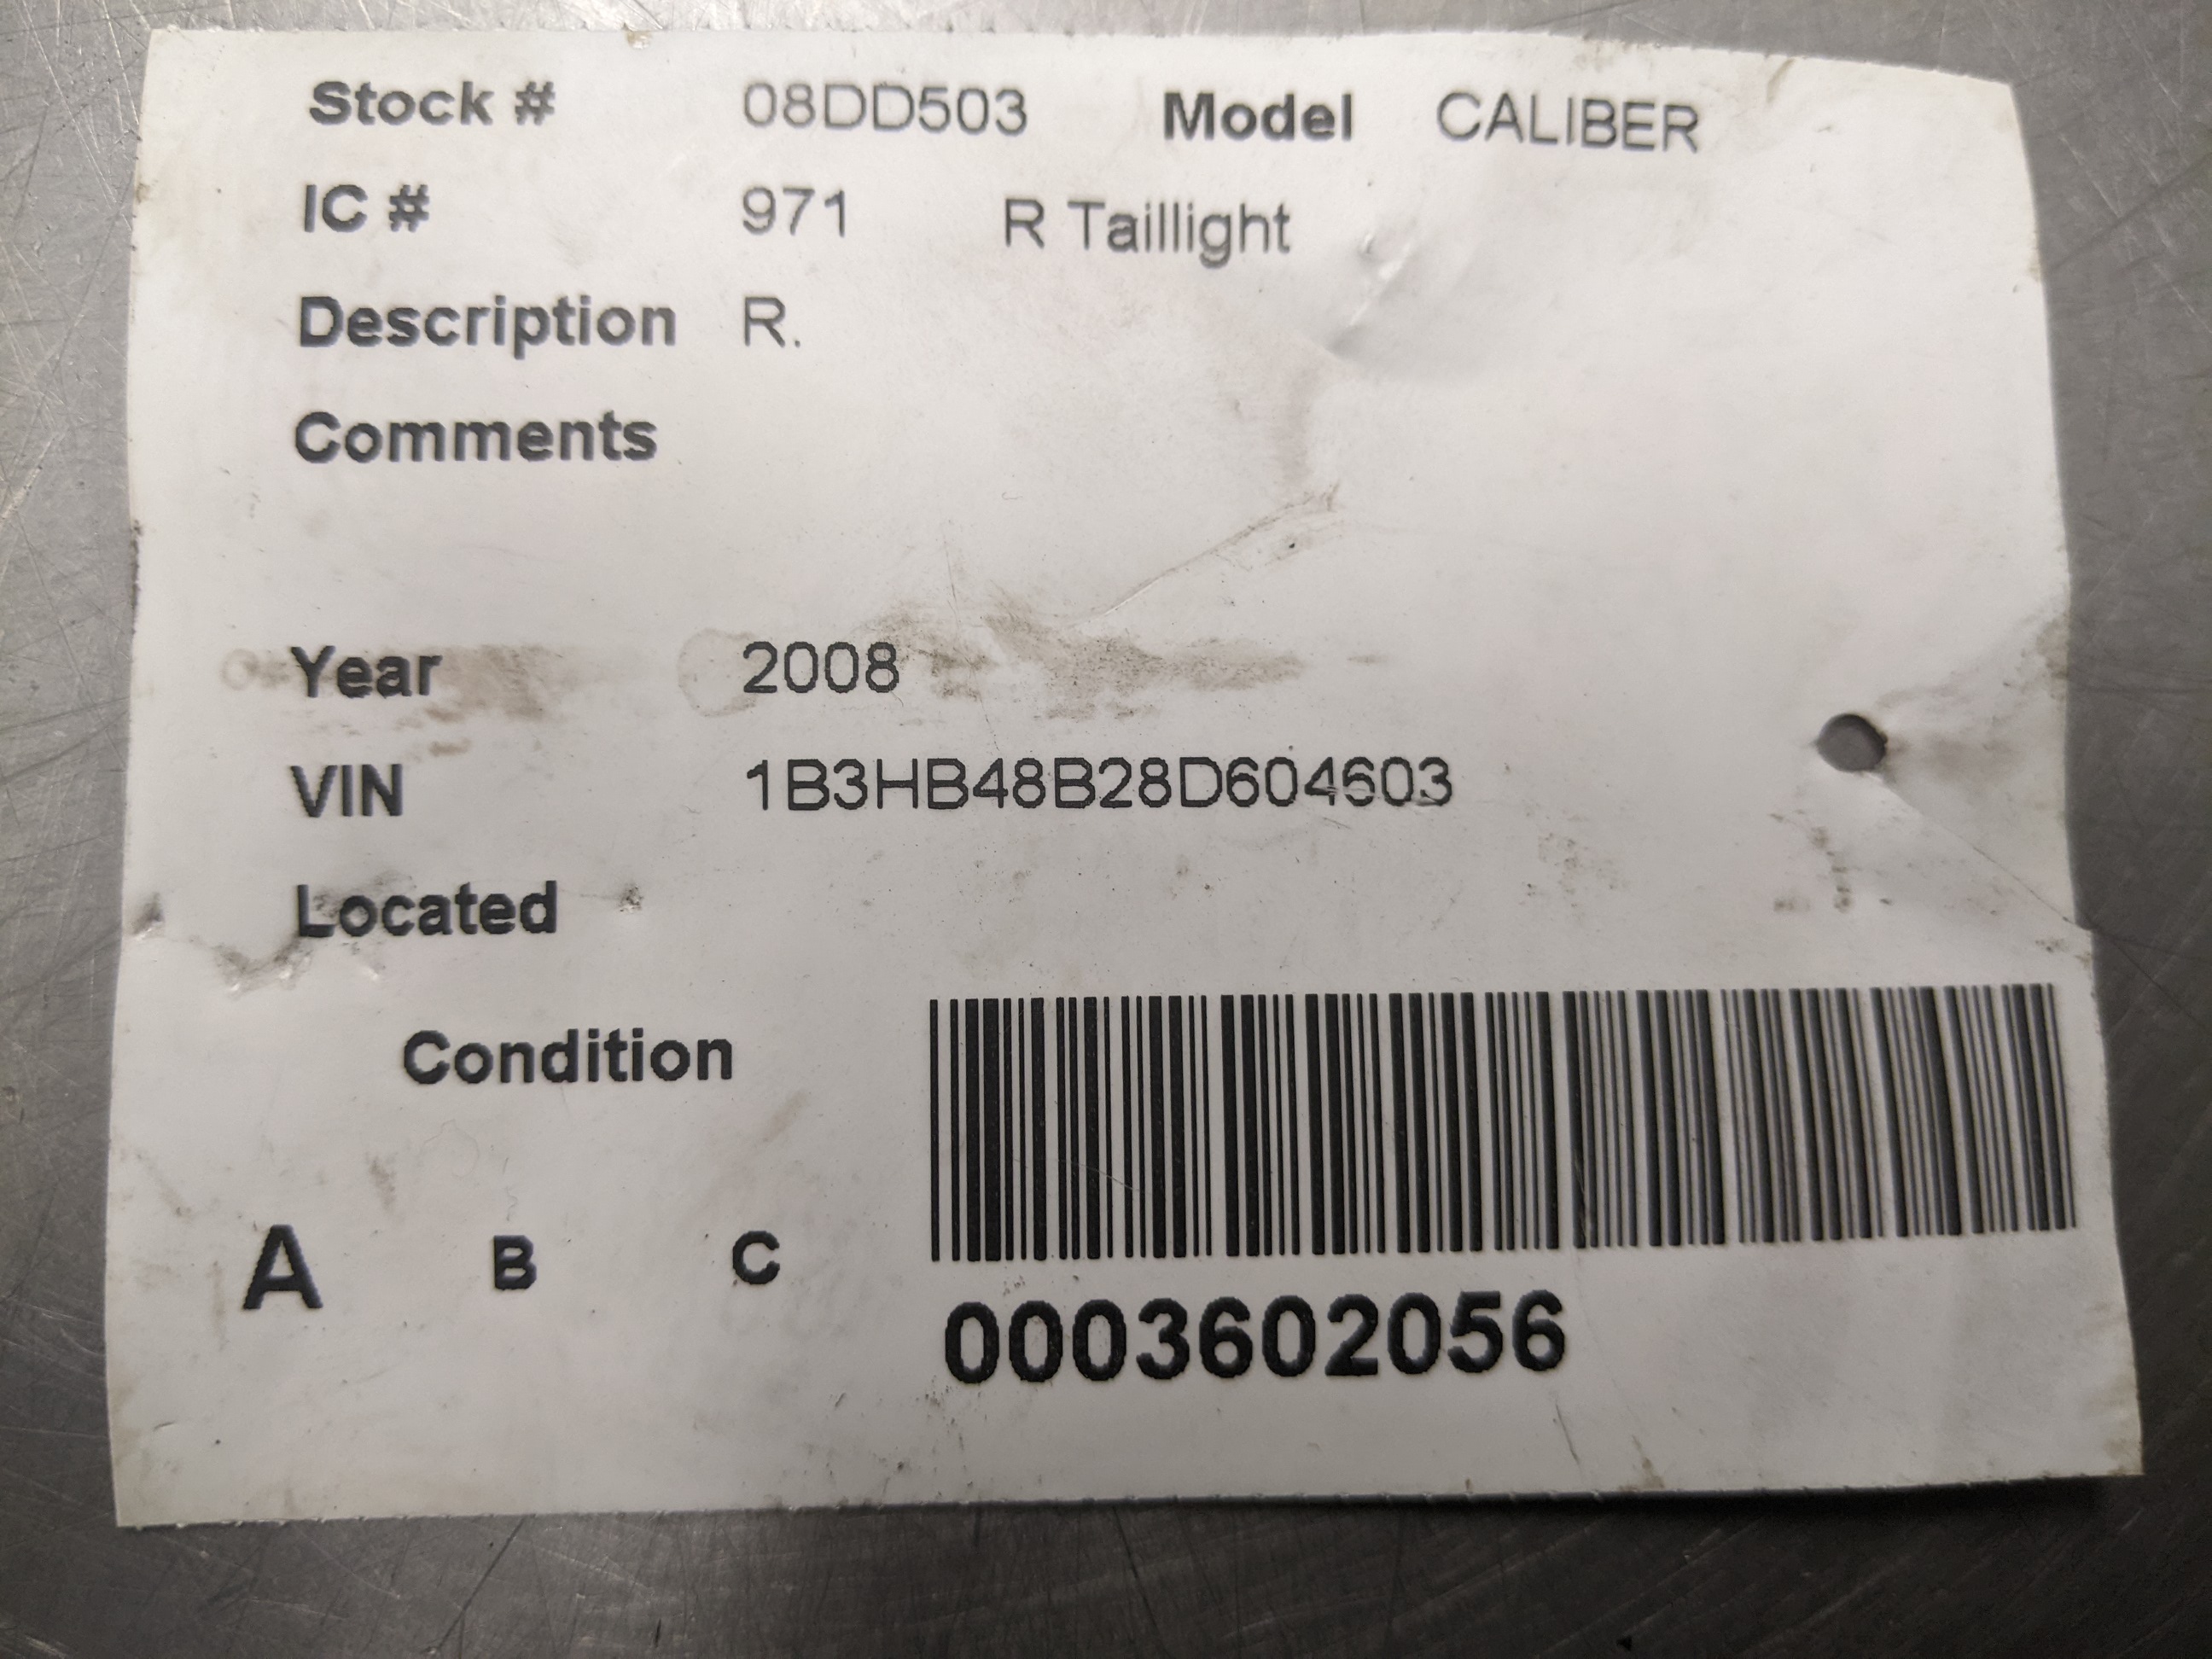 Stock # 08DD503 Model CALIBER
IC # 971 R Taillight
Description R.
Comments
Year 2008
VIN 1B3HB48B28D604603
Located
Condition
A B C
0003602056